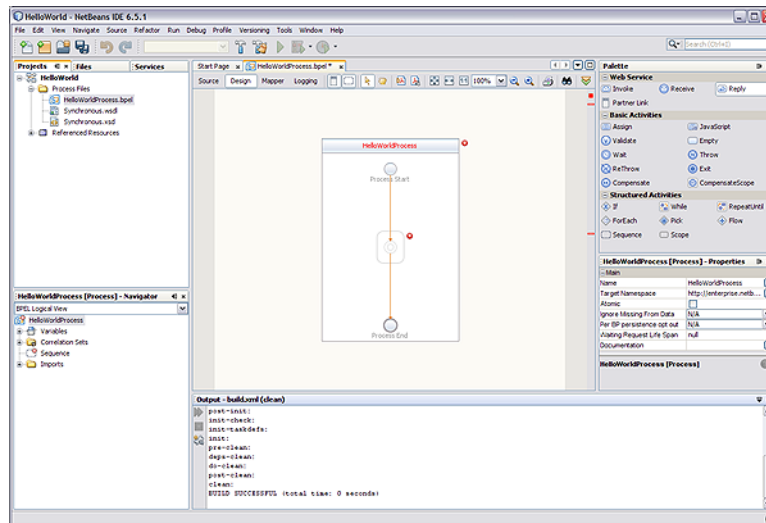 HelloWorld - NetBeans IDE 6.5.1
File Edit View Navigate Source Refactor Run Debug Profile Versioning Tools Window Help
Search (Ctrl+I)
Projects Files Services
HelloWorld
Process Files
HelloWorldProcess.bpel
Synchronous.wsdl
Synchronous.xsd
Referenced Resources
Start Page HelloWorldProcess.bpel *
Source Design Mapper Logging 100%
HelloWorldProcess
Process Start
Process End
Palette
Web Service
Invoke Receive Reply
Partner Link
Basic Activities
Assign JavaScript
Validate Empty
Wait Throw
ReThrow Exit
Compensate CompensateScope
Structured Activities
If While RepeatUntil
ForEach Pick Flow
Sequence Scope
HelloWorldProcess [Process] - Properties
Main
Name HelloWorldProcess
Target Namespace http://enterprise.netb...
Atomic
Ignore Missing From Data N/A
Per BP persistence opt out N/A
Waiting Request Life Span null
Documentation
HelloWorldProcess [Process]
HelloWorldProcess [Process] - Navigator
BPEL Logical View
HelloWorldProcess
Variables
Correlation Sets
Sequence
Imports
Output - build.xml (clean)
post-init:
init-check:
init-taskdefs:
init:
pre-clean:
deps-clean:
do-clean:
post-clean:
clean:
BUILD SUCCESSFUL (total time: 0 seconds)